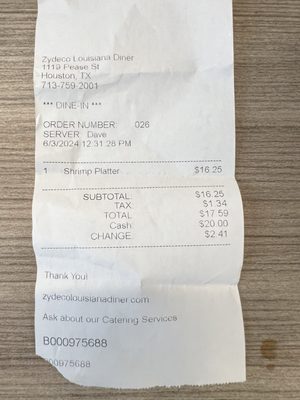 Zydeco Louisiana Diner
1119 Pease St
Houston, TX
713-759-2001
*** DINE-IN ***
ORDER NUMBER: 026
SERVER: Dave
6/3/2024 12:31:28 PM
1 Shrimp Platter $16.25
SUBTOTAL: $16.25
TAX: $1.34
TOTAL $17.59
Cash $20.00
CHANGE $2.41
Thank You!
zydecolouisianadiner.com
Ask about our Catering Services
B000975688
000975688